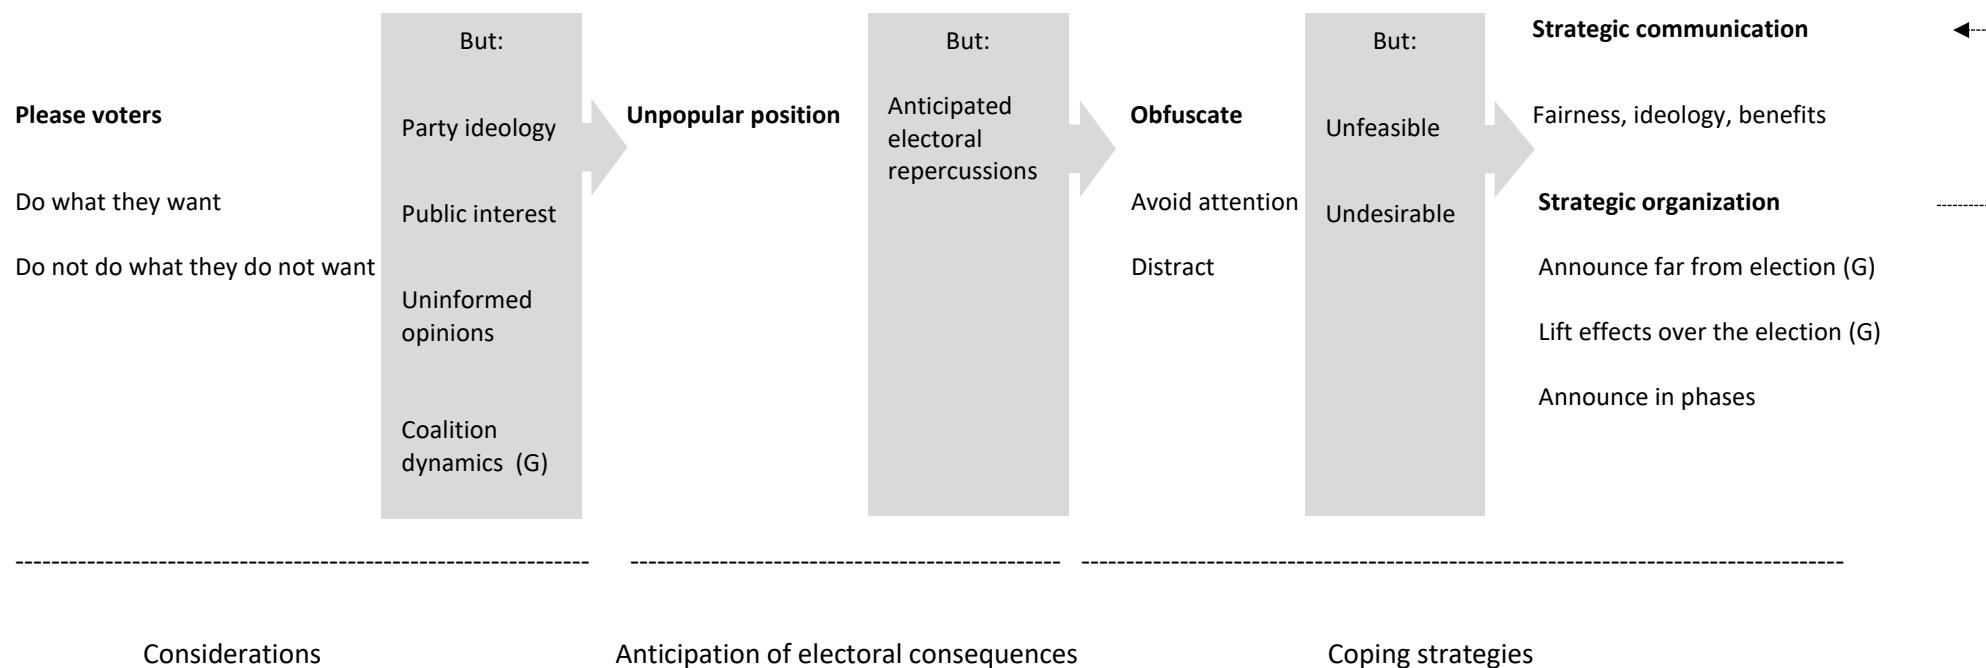 Please voters
Do what they want
Do not do what they do not want
But:
Party ideology
Public interest
Uninformed
opinions
Coalition
dynamics (G)
Unpopular position
But:
Anticipated
electoral
repercussions
Obfuscate
Avoid attention
Distract
But:
Unfeasible
Undesirable
Strategic communication
Fairness, ideology, benefits
Strategic organization
Announce far from election (G)
Lift effects over the election (G)
Announce in phases
Considerations
Anticipation of electoral consequences
Coping strategies